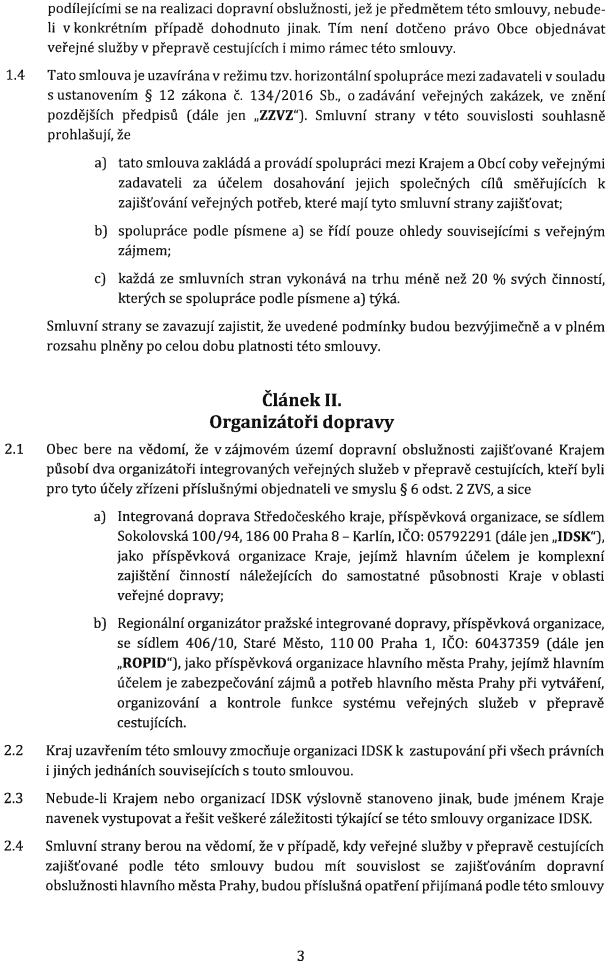 podílejícími se na realizaci dopravní obslužnosti, jež je předmětem této smlouvy, nebude-
li v konkrétním případě dohodnuto jinak. Tím není dotčeno právo Obce objednávat
veřejné služby v přepravě cestujících i mimo rámec této smlouvy.
1.4 Tato smlouva je uzavírána v režimu tzv. horizontální spolupráce mezi zadavateli v souladu
s ustanovením § 12 zákona č. 134/2016 Sb., o zadávání veřejných zakázek, ve znění
pozdějších předpisů (dále jen „ZZVZ“). Smluvní strany v této souvislosti souhlasně
prohlašují, že
a) tato smlouva zakládá a provádí spolupráci mezi Krajem a Obcí coby veřejnými
zadavateli za účelem dosahování jejich společných cílů směřujících k
zajišťování veřejných potřeb, které mají tyto smluvní strany zajišťovat;
b) spolupráce podle písmene a) se řídí pouze ohledy souvisejícími s veřejným
zájmem;
c) každá ze smluvních stran vykonává na trhu méně než 20 % svých činností,
kterých se spolupráce podle písmene a) týká.
Smluvní strany se zavazují zajistit, že uvedené podmínky budou bezvýjimečně a v plném
rozsahu plněny po celou dobu platnosti této smlouvy.
Článek II.
Organizátoři dopravy
2.1 Obec bere na vědomí, že v zájmovém území dopravní obslužnosti zajišťované Krajem
působí dva organizátoři integrovaných veřejných služeb v přepravě cestujících, kteří byli
pro tyto účely zřízeni příslušnými objednateli ve smyslu § 6 odst. 2 ZVS, a sice
a) Integrovaná doprava Středočeského kraje, příspěvková organizace, se sídlem
Sokolovská 100/94, 186 00 Praha 8 – Karlín, IČO: 05792291 (dále jen „IDSK“),
jako příspěvková organizace Kraje, jejímž hlavním účelem je komplexní
zajištění činností náležejících do samostatné působnosti Kraje v oblasti
veřejné dopravy;
b) Regionální organizátor pražské integrované dopravy, příspěvková organizace,
se sídlem 406/10, Staré Město, 110 00 Praha 1, IČO: 60437359 (dále jen
„ROPID“), jako příspěvková organizace hlavního města Prahy, jejímž hlavním
účelem je zabezpečování zájmů a potřeb hlavního města Prahy při vytváření,
organizování a kontrole funkce systému veřejných služeb v přepravě
cestujících.
2.2 Kraj uzavřením této smlouvy zmocňuje organizaci IDSK k zastupování při všech právních
i jiných jednáních souvisejících s touto smlouvou.
2.3 Nebude-li Krajem nebo organizací IDSK výslovně stanoveno jinak, bude jménem Kraje
navenek vystupovat a řešit veškeré záležitosti týkající se této smlouvy organizace IDSK.
2.4 Smluvní strany berou na vědomí, že v případě, kdy veřejné služby v přepravě cestujících
zajišťované podle této smlouvy budou mít souvislost se zajišťováním dopravní
obslužnosti hlavního města Prahy, budou příslušná opatření přijímaná podle této smlouvy
3